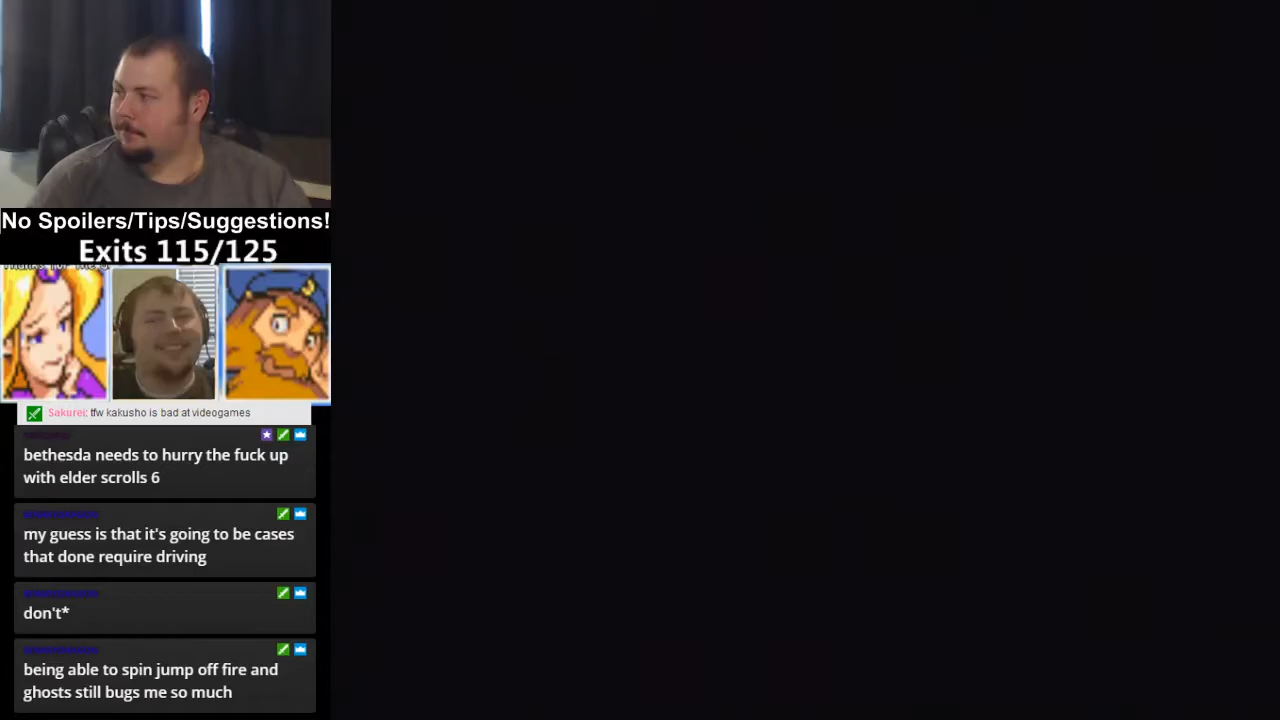 No Spoilers/Tips/Suggestions!
Exits 115/125
Sakurei: tfw kakusho is bad at videogames
bethesda needs to hurry the fuck up
with elder scrolls 6
my guess is that it's going to be cases
that done require driving
don't*
being able to spin jump off fire and
ghosts still bugs me so much